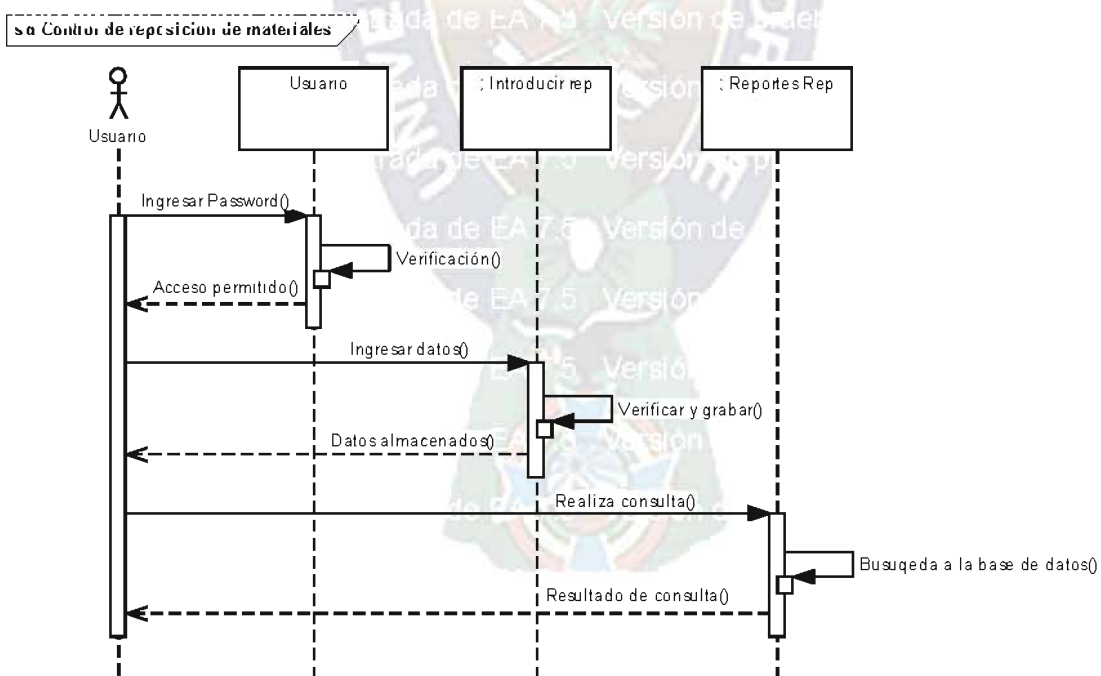 sd Control de reposición de materiales
Usuario
: Introducir rep
: Reportes Rep
Usuario
Ingresar Password()
Verificación()
Acceso permitido()
Ingresar datos()
Verificar y grabar()
Datos almacenados()
Realiza consulta()
Busuqeda a la base de datos()
Resultado de consulta()